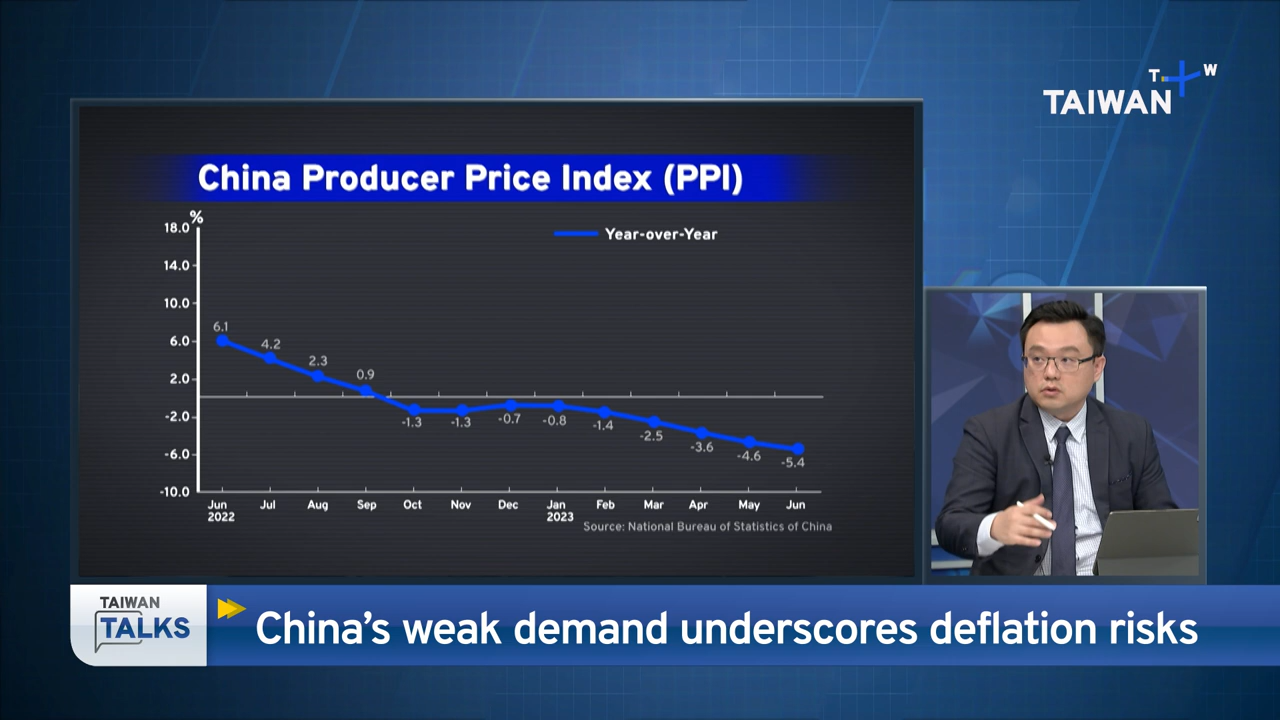 T W
TAIWAN
China Producer Price Index (PPI)
%
Year-over-Year
18.0
14.0
10.0
6.0
2.0
-2.0
-6.0
-10.0
6.1
4.2
2.3
0.9
-1.3
-1.3
-0.7
-0.8
-1.4
-2.5
-3.6
-4.6
-5.4
Jun Jul Aug Sep Oct Nov Dec Jan Feb Mar Apr May Jun
2022 2023
Source: National Bureau of Statistics of China
TAIWAN
TALKS
China's weak demand underscores deflation risks